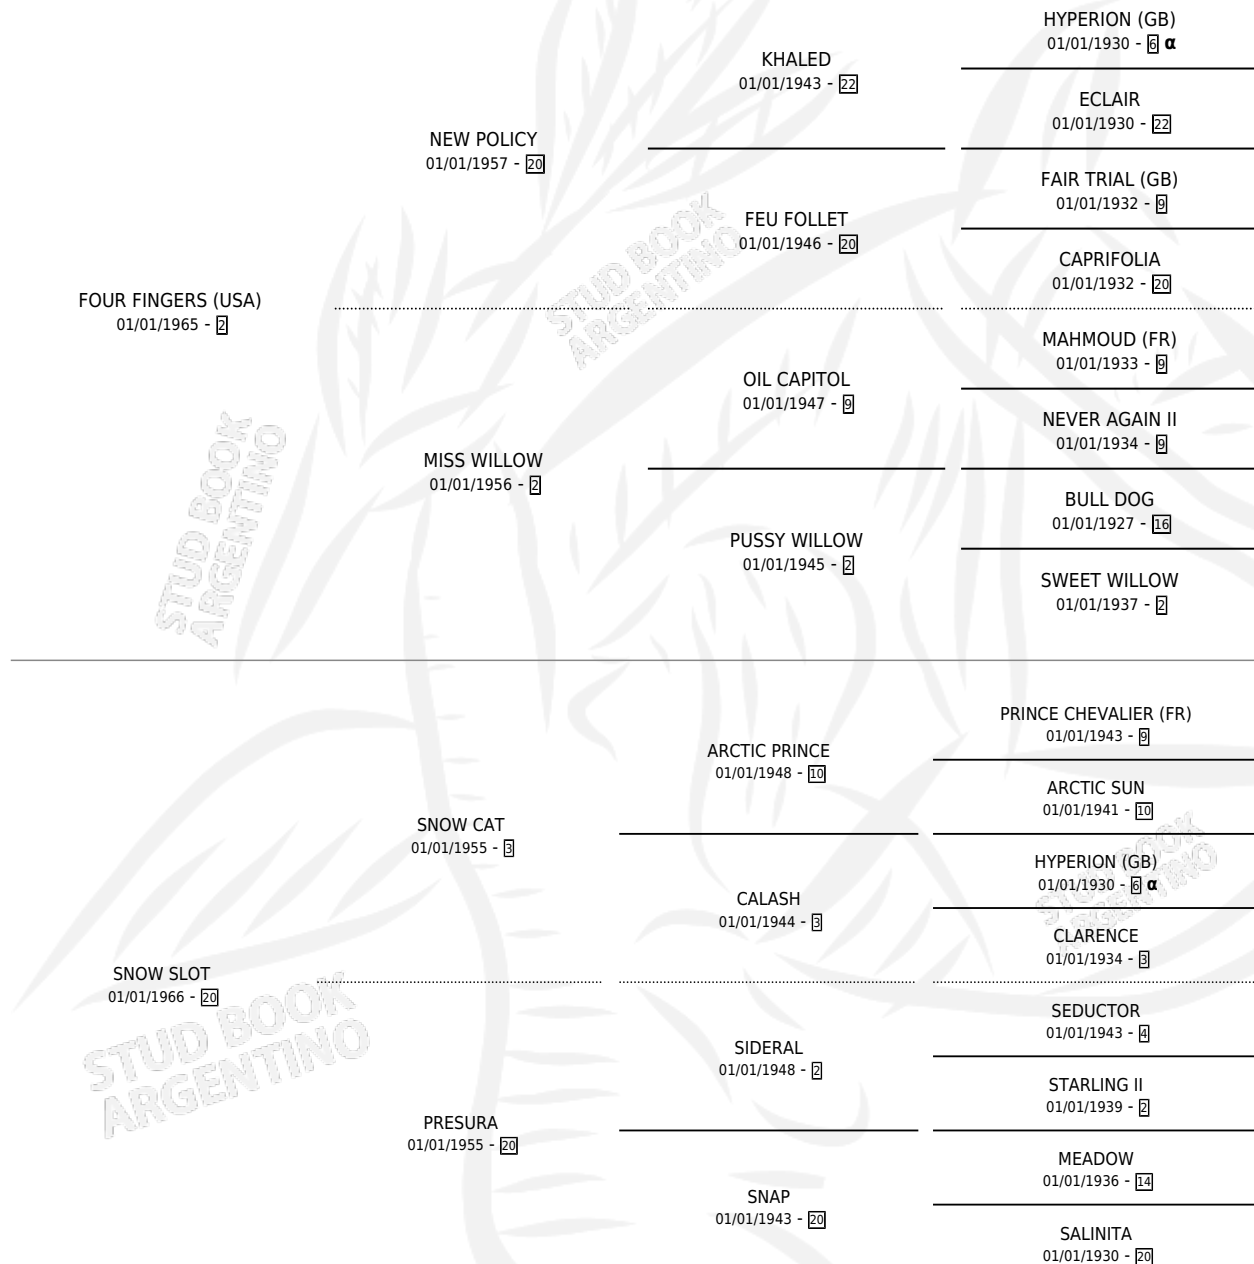 HYPERION (GB)
01/01/1930 - 6 α
KHALED
01/01/1943 - 22
ECLAIR
01/01/1930 - 22
NEW POLICY
01/01/1957 - 20
FAIR TRIAL (GB)
01/01/1932 - 9
FEU FOLLET
01/01/1946 - 20
CAPRIFOLIA
01/01/1932 - 20
FOUR FINGERS (USA)
01/01/1965 - 2
MAHMOUD (FR)
01/01/1933 - 9
OIL CAPITOL
01/01/1947 - 9
NEVER AGAIN II
01/01/1934 - 9
MISS WILLOW
01/01/1956 - 2
BULL DOG
01/01/1927 - 16
PUSSY WILLOW
01/01/1945 - 2
SWEET WILLOW
01/01/1937 - 2
PRINCE CHEVALIER (FR)
01/01/1943 - 9
ARCTIC PRINCE
01/01/1948 - 10
ARCTIC SUN
01/01/1941 - 10
SNOW CAT
01/01/1955 - 3
HYPERION (GB)
01/01/1930 - 6 α
CALASH
01/01/1944 - 3
CLARENCE
01/01/1934 - 3
SNOW SLOT
01/01/1966 - 20
SEDUCTOR
01/01/1943 - 4
SIDERAL
01/01/1948 - 2
STARLING II
01/01/1939 - 2
PRESURA
01/01/1955 - 20
MEADOW
01/01/1936 - 14
SNAP
01/01/1943 - 20
SALINITA
01/01/1930 - 20
STUD BOOK
ARGENTINO
STUD BOOK
ARGENTINO
STUD BOOK
ARGENTINO
STUD BOOK
ARGENTINO